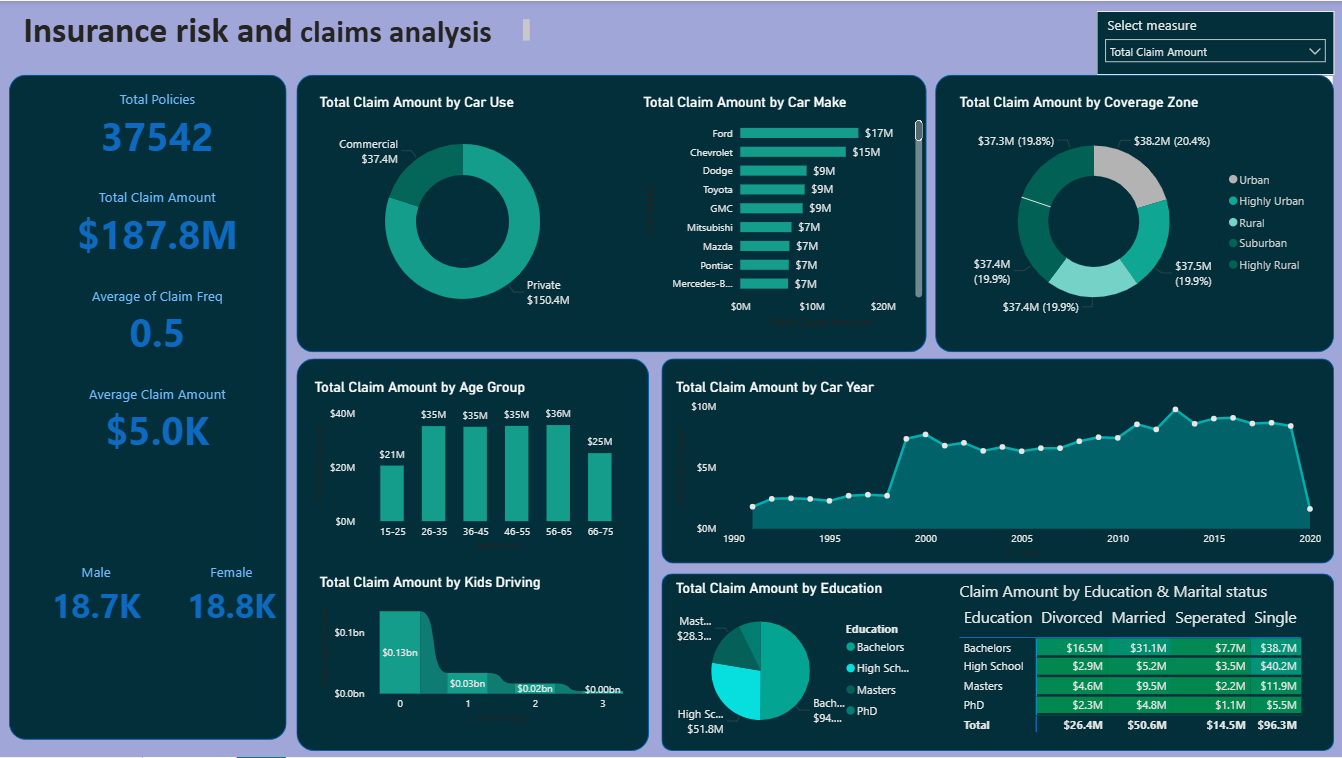 Insurance risk and claims analysis
Select measure
Total Claim Amount
Total Policies
37542
Total Claim Amount
$187.8M
Average of Claim Freq
0.5
Average Claim Amount
$5.0K
Male
Female
18.7K
18.8K
Total Claim Amount by Car Use
Commercial
$37.4M
Private
$150.4M
Total Claim Amount by Car Make
Ford $17M
Chevrolet $15M
Dodge $9M
Toyota $9M
GMC $9M
Mitsubishi $7M
Mazda $7M
Pontiac $7M
Mercedes-B... $7M
$0M $10M $20M
Total Claim Amount by Coverage Zone
$37.3M (19.8%)
$38.2M (20.4%)
$37.4M
(19.9%)
$37.5M
(19.9%)
$37.4M (19.9%)
Urban
Highly Urban
Rural
Suburban
Highly Rural
Total Claim Amount by Age Group
$40M
$20M
$0M
$21M
$35M
$35M
$35M
$36M
$25M
15-25 26-35 36-45 46-55 56-65 66-75
Total Claim Amount by Kids Driving
$0.1bn
$0.0bn
$0.13bn
$0.03bn
$0.02bn
$0.00bn
0 1 2 3
Total Claim Amount by Car Year
$10M
$5M
$0M
1990 1995 2000 2005 2010 2015 2020
Total Claim Amount by Education
Mast...
$28.3...
High Sc...
$51.8M
Bach...
$94....
Education
Bachelors
High Sch...
Masters
PhD
Claim Amount by Education & Marital status
Education Divorced Married Seperated Single
Bachelors $16.5M $31.1M $7.7M $38.7M
High School $2.9M $5.2M $3.5M $40.2M
Masters $4.6M $9.5M $2.2M $11.9M
PhD $2.3M $4.8M $1.1M $5.5M
Total $26.4M $50.6M $14.5M $96.3M